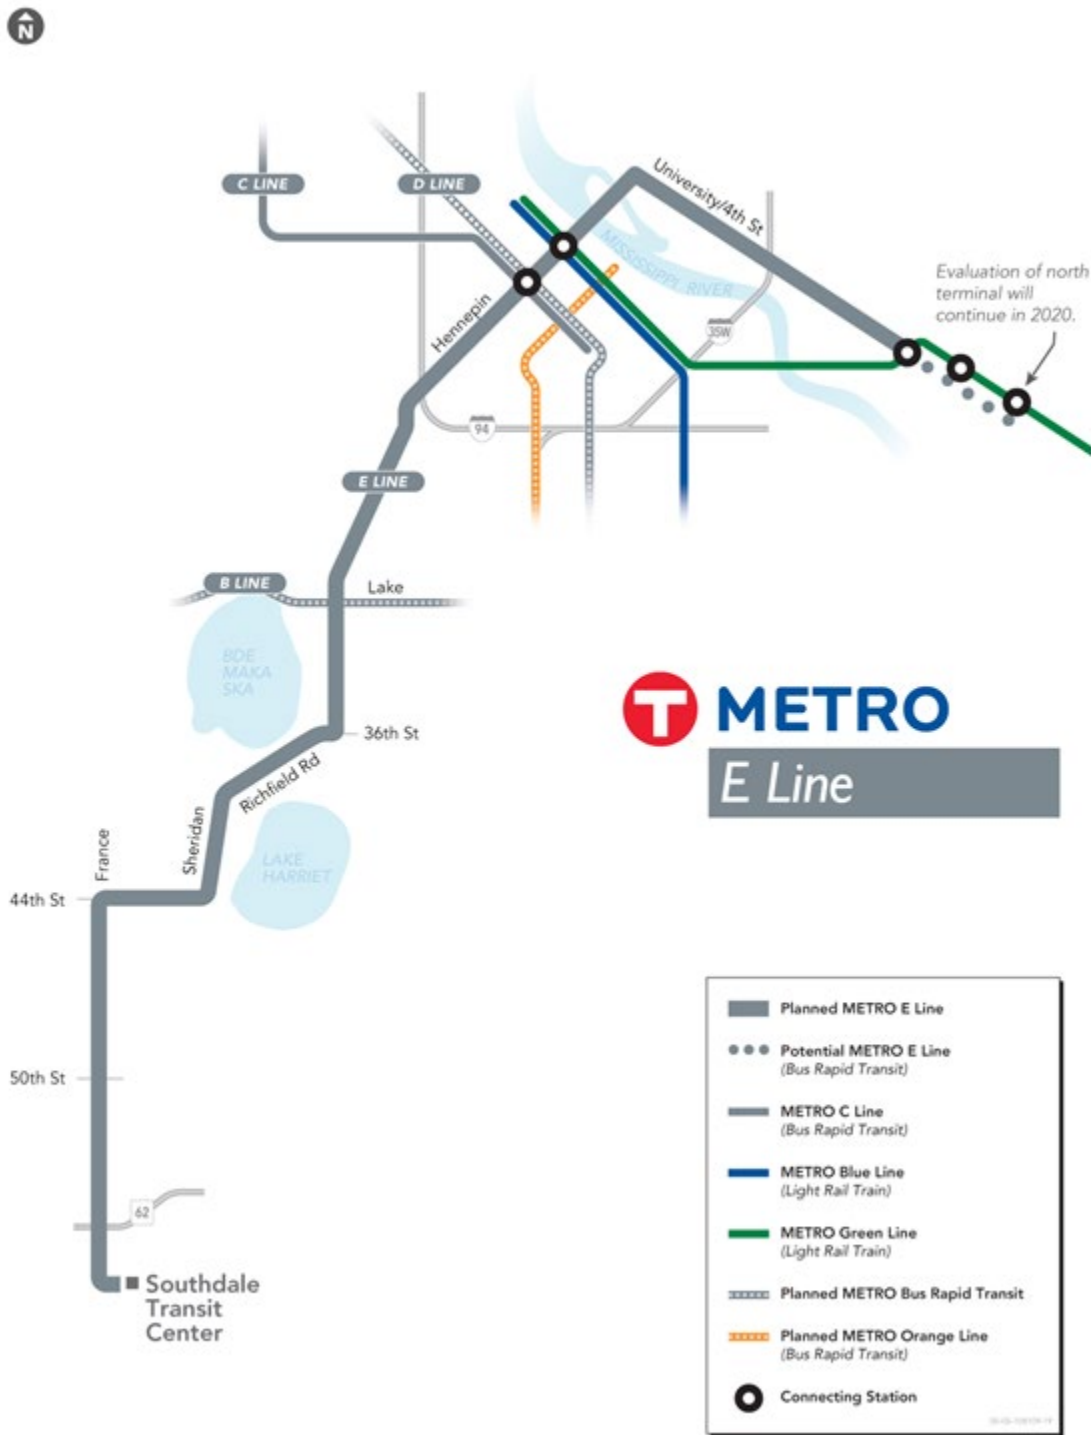 N
C LINE
D LINE
University/4th St
MISSISSIPPI RIVER
Evaluation of north
terminal will
continue in 2020.
Hennepin
35W
94
E LINE
B LINE
Lake
BDE
MAKA
SKA
36th St
Richfield Rd
Sheridan
France
LAKE
HARRIET
44th St
50th St
62
Southdale
Transit
Center
T METRO
E Line
Planned METRO E Line
Potential METRO E Line
(Bus Rapid Transit)
METRO C Line
(Bus Rapid Transit)
METRO Blue Line
(Light Rail Train)
METRO Green Line
(Light Rail Train)
Planned METRO Bus Rapid Transit
Planned METRO Orange Line
(Bus Rapid Transit)
Connecting Station